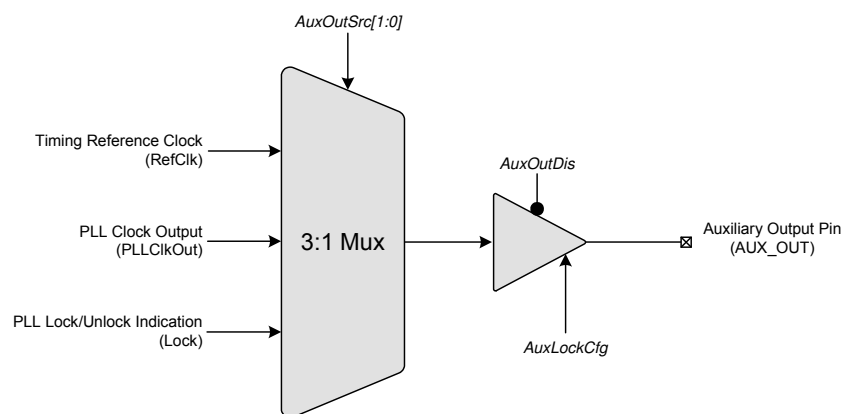 AuxOutSrc[1:0]
Timing Reference Clock
(RefClk)
PLL Clock Output
(PLLClkOut)
PLL Lock/Unlock Indication
(Lock)
3:1 Mux
AuxOutDis
AuxLockCfg
Auxiliary Output Pin
(AUX_OUT)